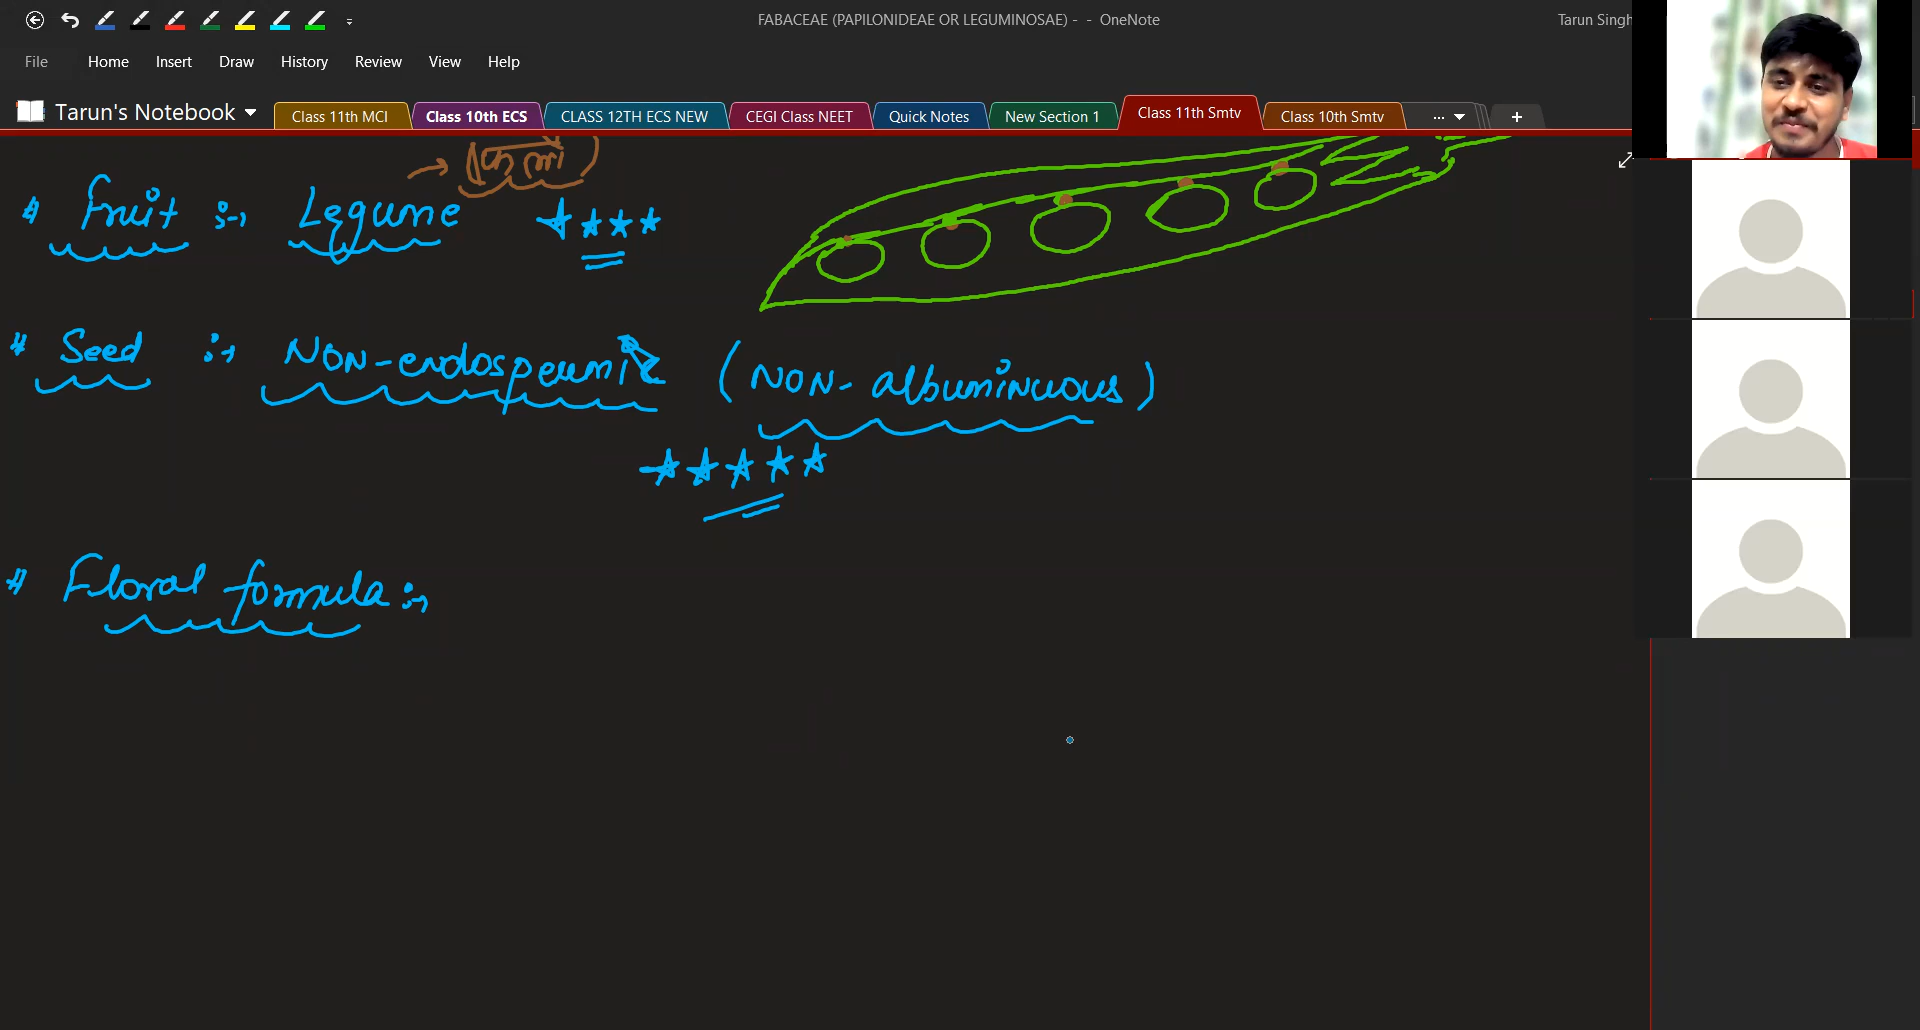 FABACEAE (PAPILONIDEAE OR LEGUMINOSAE) - - OneNote
Tarun Singh
File Home Insert Draw History Review View Help
Tarun's Notebook
Class 11th MCI Class 10th ECS CLASS 12TH ECS NEW CEGI Class NEET Quick Notes New Section 1 Class 11th Smtv Class 10th Smtv ... +
# fruit :→ Legume
# Seed :→ NON-endospermic (NON-albuminuous)
# Floral formula :→